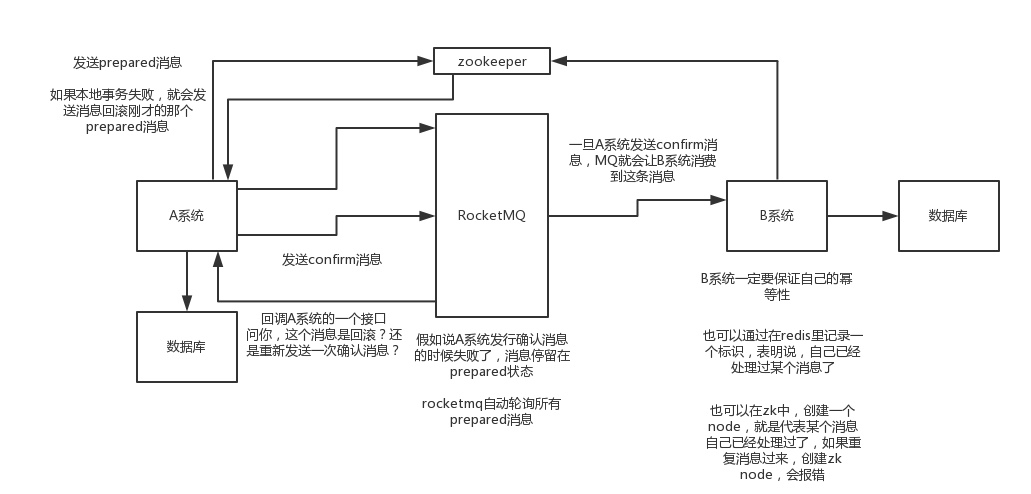 发送prepared消息
如果本地事务失败，就会发
送消息回滚刚才的那个
prepared消息
zookeeper
A系统
RocketMQ
一旦A系统发送confirm消
息，MQ就会让B系统消费
到这条消息
B系统
数据库
发送confirm消息
数据库
回调A系统的一个接口
问你，这个消息是回滚？还
是重新发送一次确认消息？
假如说A系统发行确认消息
的时候失败了，消息停留在
prepared状态
rocketmq自动轮询所有
prepared消息
B系统一定要保证自己的幂
等性
也可以通过在redis里记录一
个标识，表明说，自己已经
处理过某个消息了
也可以在zk中，创建一个
node，就是代表某个消息
自己已经处理过了，如果重
复消息过来，创建zk
node，会报错